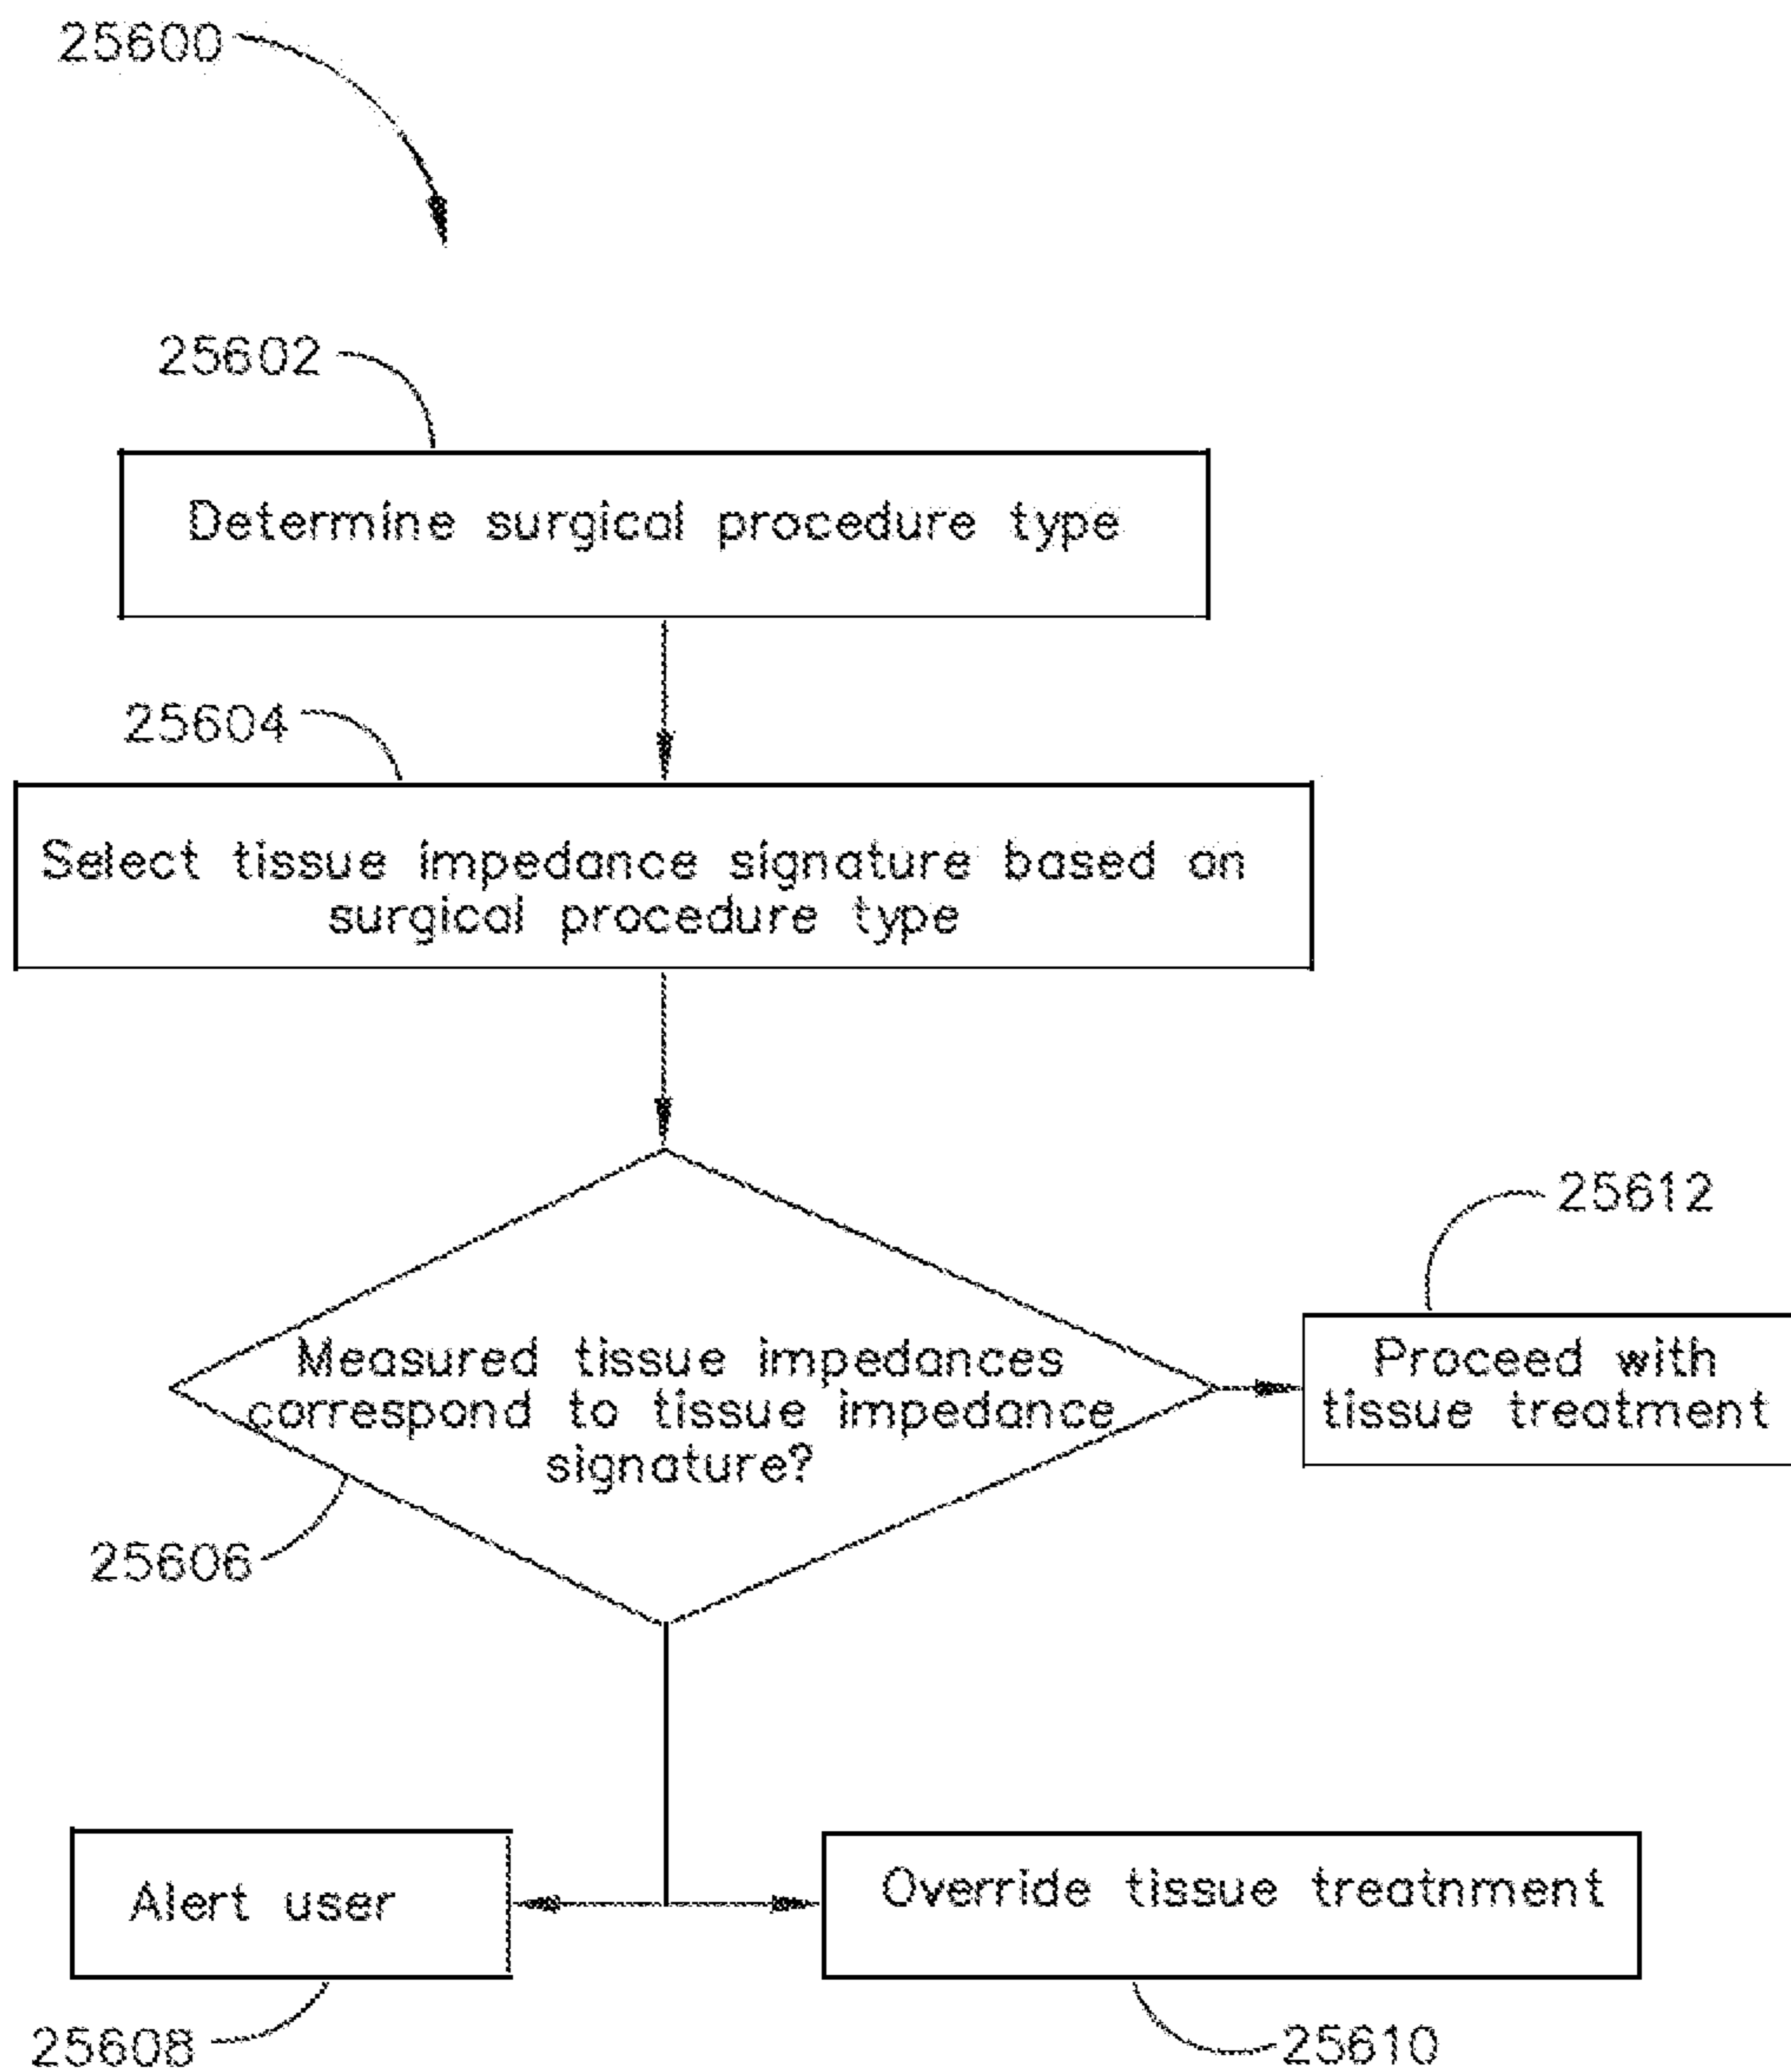 25600
25602
Determine surgical procedure type
25604
Select tissue impedance signature based on
surgical procedure type
25612
Measured tissue impedances
correspond to tissue impedance
signature?
Proceed with
tissue treatment
25606
Alert user
Override tissue treatnment
25608
25610